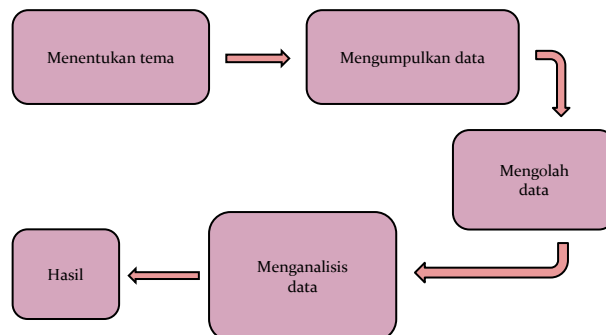 Menentukan tema
Mengumpulkan data
Mengolah
data
Menganalisis
data
Hasil